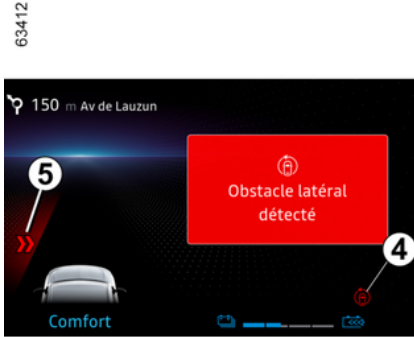 63412
150 m Av de Lauzun
5
Obstacle latéral
détecté
4
Comfort